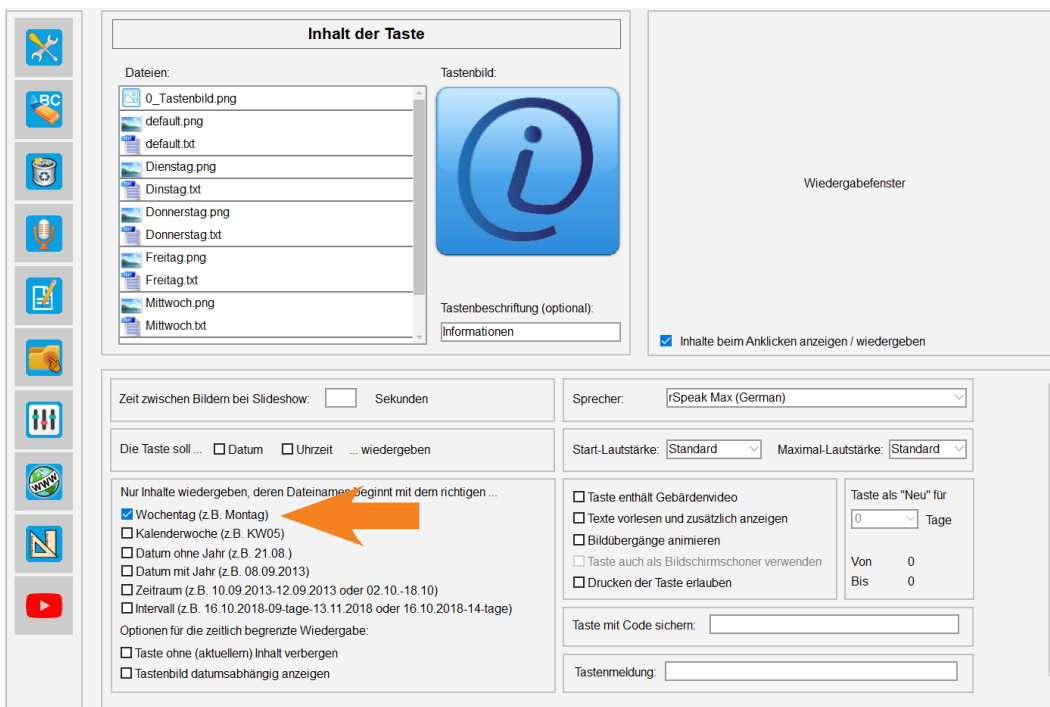 Inhalt der Taste
Dateien:
Tastenbild:
0_Tastenbild.png
default.png
default.txt
Dienstag.png
Dinstag.txt
Donnerstag.png
Donnerstag.txt
Freitag.png
Freitag.txt
Mittwoch.png
Mittwoch.txt
Tastenbeschriftung (optional):
Informationen
Wiedergabefenster
Inhalte beim Anklicken anzeigen / wiedergeben
ABC
WWW
Zeit zwischen Bildern bei Slideshow: Sekunden
Die Taste soll ... Datum Uhrzeit ... wiedergeben
Nur Inhalte wiedergeben, deren Dateinamen beginnt mit dem richtigen ...
Wochentag (z.B. Montag)
Kalenderwoche (z.B. KW05)
Datum ohne Jahr (z.B. 21.08.)
Datum mit Jahr (z.B. 08.09.2013)
Zeitraum (z.B. 10.09.2013-12.09.2013 oder 02.10.-18.10)
Intervall (z.B. 16.10.2018-09-tage-13.11.2018 oder 16.10.2018-14-tage)
Optionen für die zeitlich begrenzte Wiedergabe:
Taste ohne (aktuellem) Inhalt verbergen
Tastenbild datumsabhängig anzeigen
Sprecher: rSpeak Max (German)
Start-Lautstärke: Standard Maximal-Lautstärke: Standard
Taste enthält Gebärdenvideo
Texte vorlesen und zusätzlich anzeigen
Bildübergänge animieren
Taste auch als Bildschirmschoner verwenden
Drucken der Taste erlauben
Taste als "Neu" für
0 Tage
Von 0
Bis 0
Taste mit Code sichern:
Tastenmeldung: